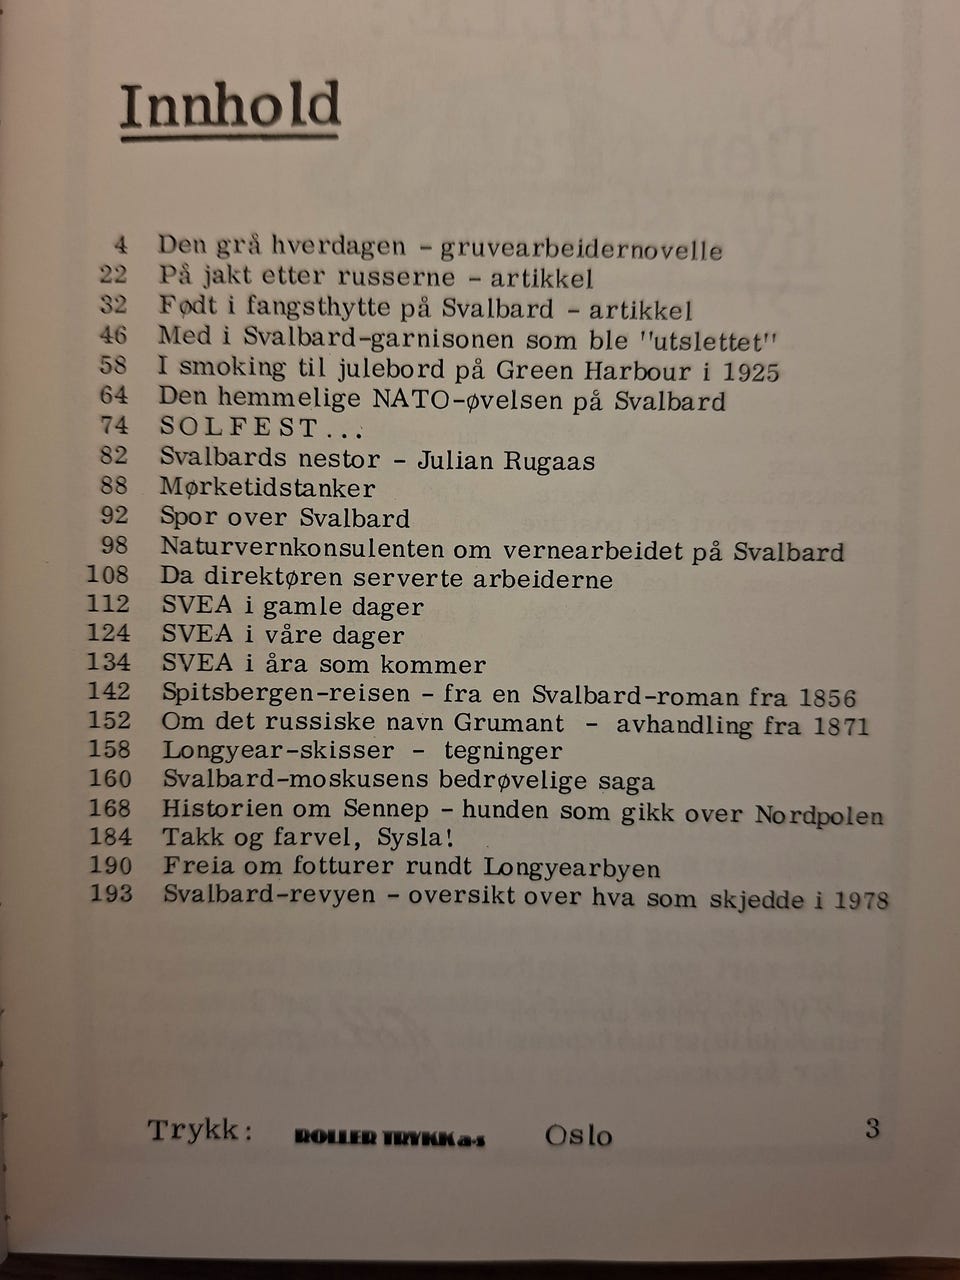 Innhold
4 Den grå hverdagen - gruvearbeidernovelle
22 På jakt etter russerne - artikkel
32 Født i fangsthytte på Svalbard - artikkel
46 Med i Svalbard-garnisonen som ble "utslettet"
58 I smoking til julebord på Green Harbour i 1925
64 Den hemmelige NATO-øvelsen på Svalbard
74 SOLFEST...
82 Svalbards nestor - Julian Rugaas
88 Mørketidstanker
92 Spor over Svalbard
98 Naturvernkonsulenten om vernearbeidet på Svalbard
108 Da direktøren serverte arbeiderne
112 SVEA i gamle dager
124 SVEA i våre dager
134 SVEA i åra som kommer
142 Spitsbergen-reisen - fra en Svalbard-roman fra 1856
152 Om det russiske navn Grumant - avhandling fra 1871
158 Longyear-skisser - tegninger
160 Svalbard-moskusens bedrøvelige saga
168 Historien om Sennep - hunden som gikk over Nordpolen
184 Takk og farvel, Sysla!
190 Freia om fotturer rundt Longyearbyen
193 Svalbard-revyen - oversikt over hva som skjedde i 1978
Trykk: ROLLER TRYKK a-s Oslo 3